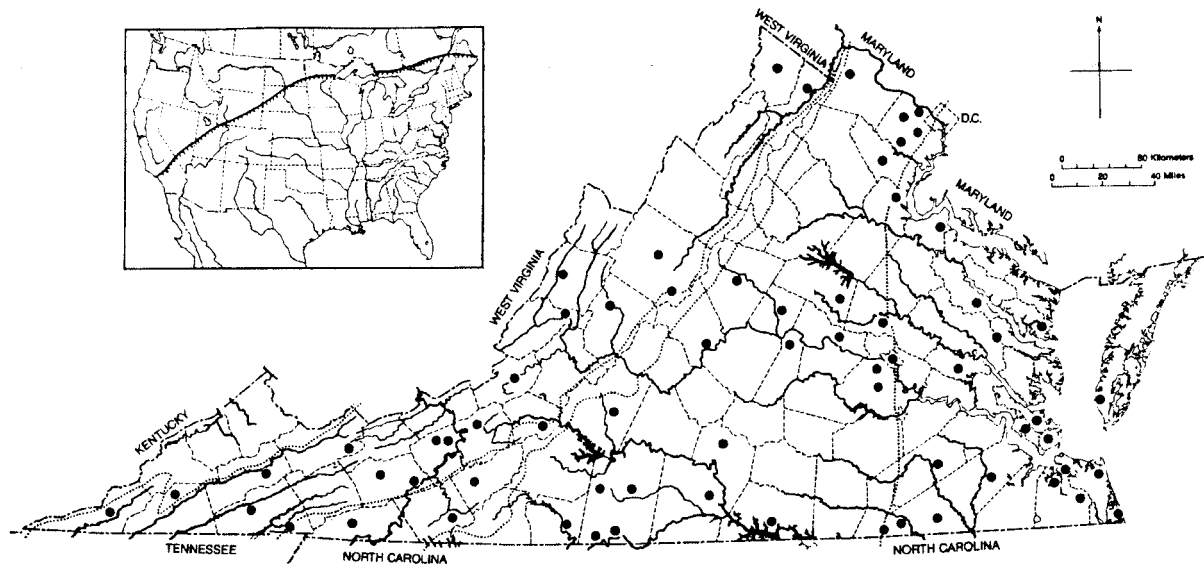 WEST VIRGINIA
MARYLAND
N
D.C.
0 80 Kilometers
0 20 40 Miles
MARYLAND
WEST VIRGINIA
KENTUCKY
TENNESSEE
NORTH CAROLINA
NORTH CAROLINA